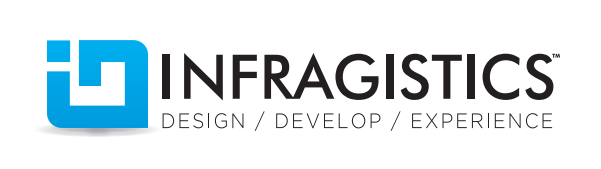 INFRAGISTICS™
DESIGN / DEVELOP / EXPERIENCE